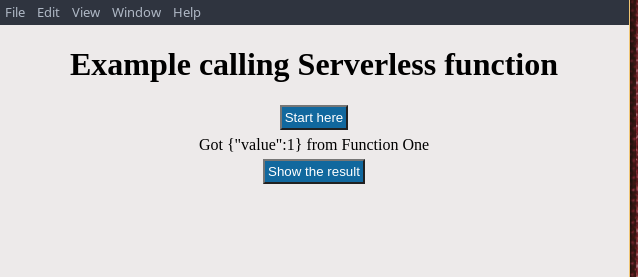 File Edit View Window Help
Example calling Serverless function
Start here
Got {"value":1} from Function One
Show the result